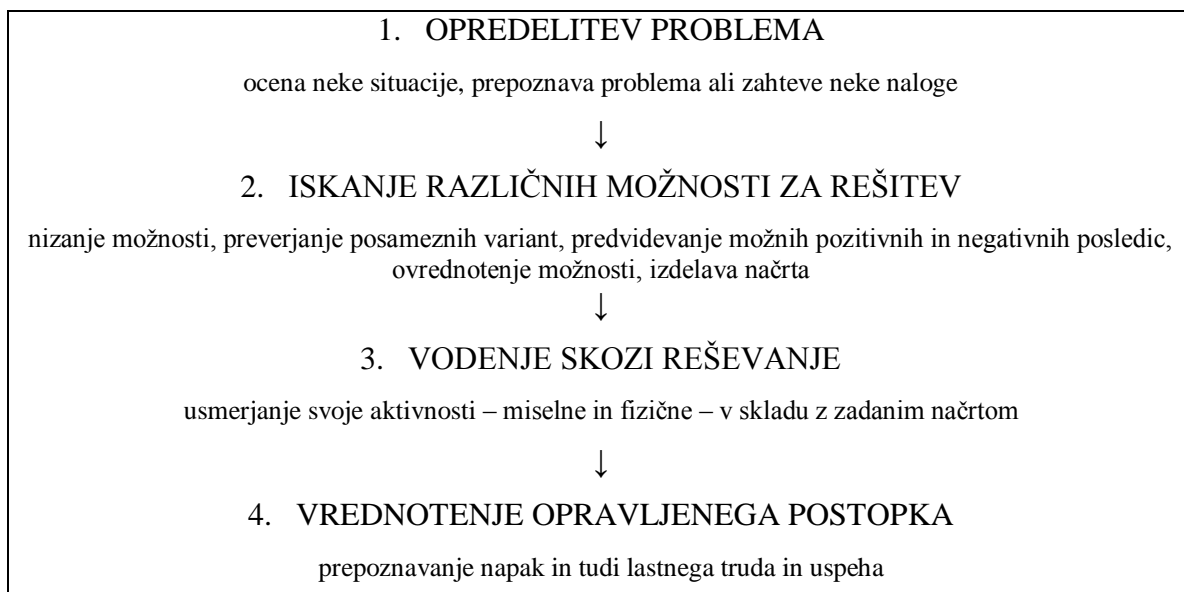 1. OPREDELITEV PROBLEMA
ocena neke situacije, prepoznava problema ali zahteve neke naloge
↓
2. ISKANJE RAZLIČNIH MOŽNOSTI ZA REŠITEV
nizanje možnosti, preverjanje posameznih variant, predvidevanje možnih pozitivnih in negativnih posledic,
ovrednotenje možnosti, izdelava načrta
↓
3. VODENJE SKOZI REŠEVANJE
usmerjanje svoje aktivnosti – miselne in fizične – v skladu z zadanim načrtom
↓
4. VREDNOTENJE OPRAVLJENEGA POSTOPKA
prepoznavanje napak in tudi lastnega truda in uspeha